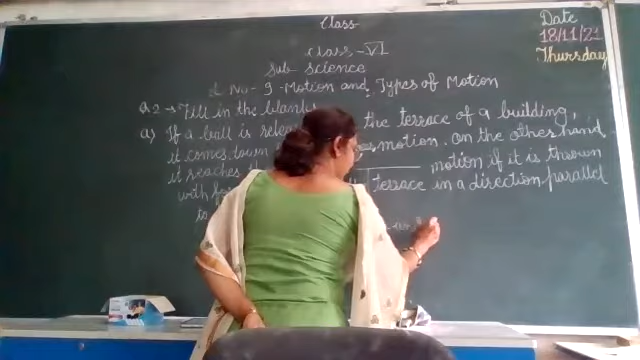 Class
Date
18/11/21
Thursday
Class - VI
Sub Science
L No - 9 - Motion and Types of Motion
Q.2 → Fill in the blanks
a) If a ball is the terrace of a building,
it comes down motion. On the other hand,
it reaches motion if it is thrown
with terrace in a direction parallel
to